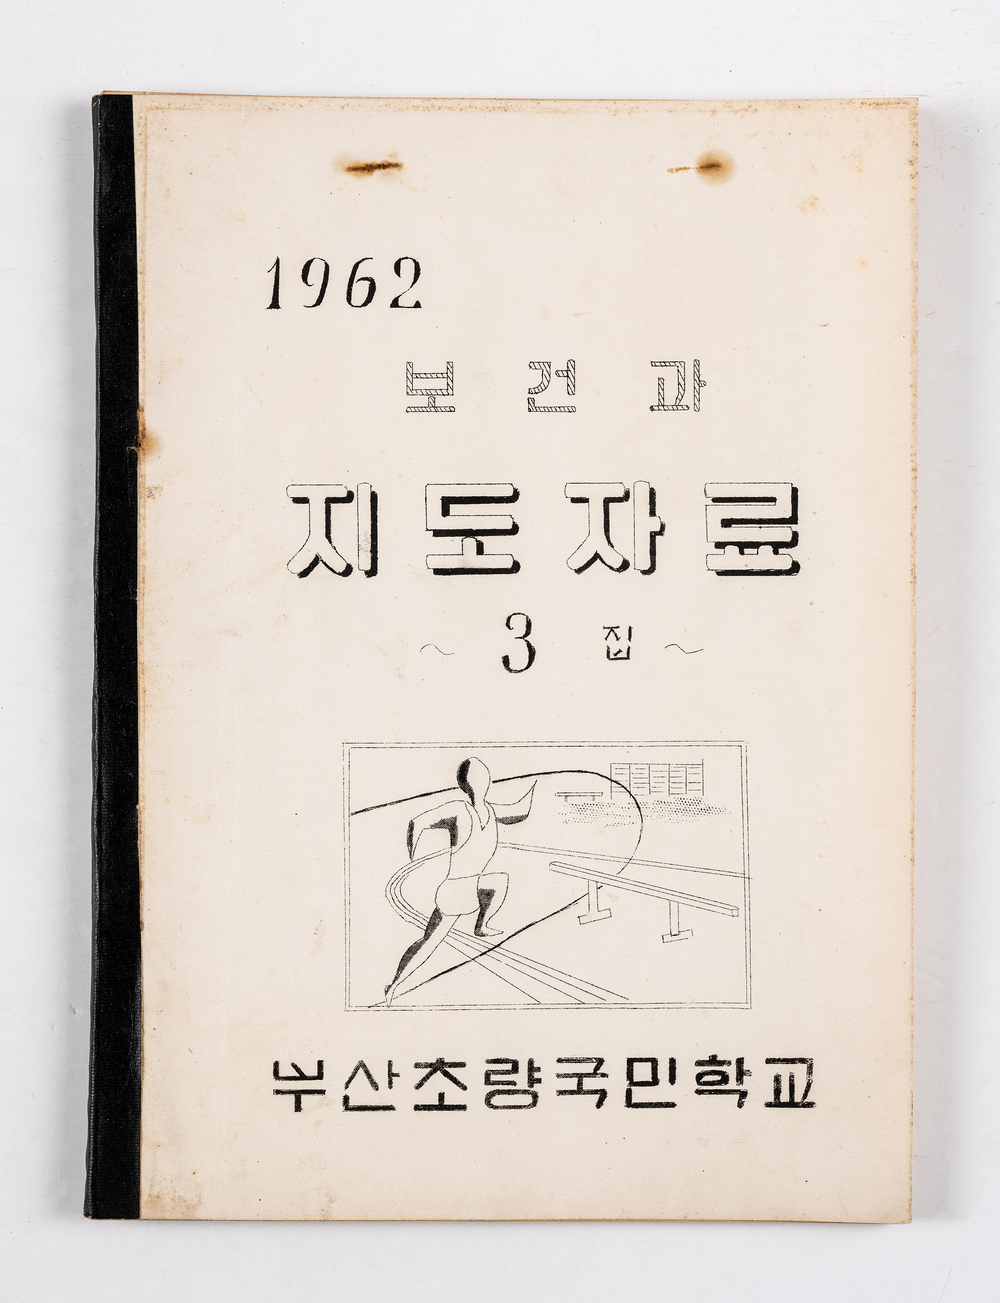 1962
보건과
지도자료
~ 3 집 ~
부산초량국민학교